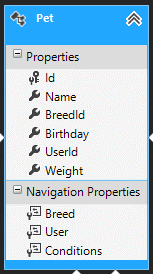 Pet
Properties
Id
Name
BreedId
Birthday
UserId
Weight
Navigation Properties
Breed
User
Conditions